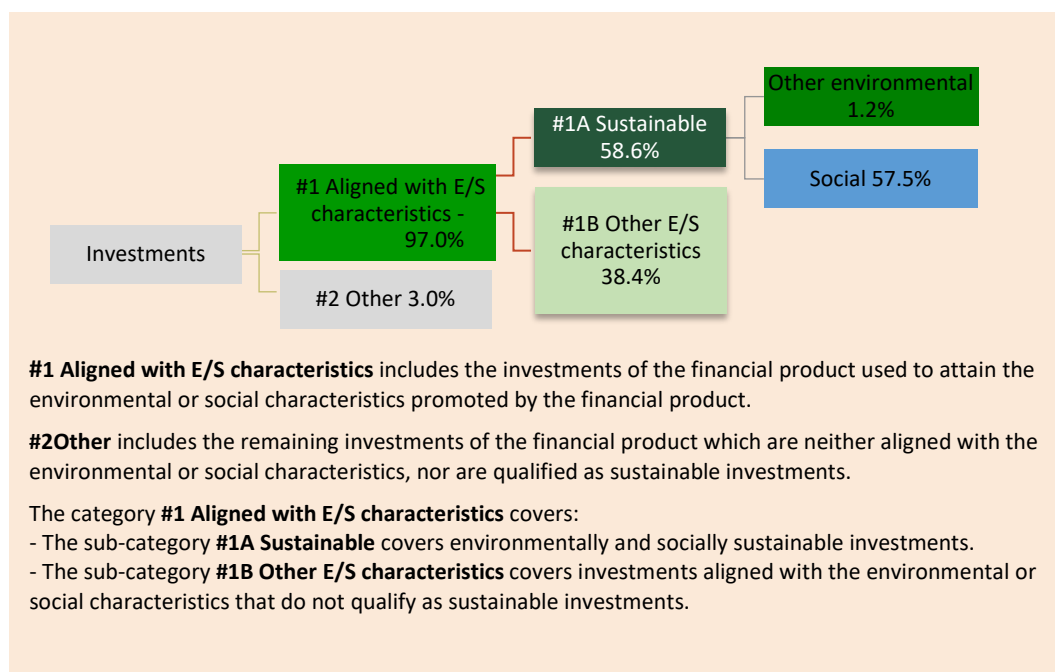 Investments
#1 Aligned with E/S
characteristics -
97.0%
#2 Other 3.0%
#1A Sustainable
58.6%
#1B Other E/S
characteristics
38.4%
Other environmental
1.2%
Social 57.5%
#1 Aligned with E/S characteristics includes the investments of the financial product used to attain the
environmental or social characteristics promoted by the financial product.
#2Other includes the remaining investments of the financial product which are neither aligned with the
environmental or social characteristics, nor are qualified as sustainable investments.
The category #1 Aligned with E/S characteristics covers:
- The sub-category #1A Sustainable covers environmentally and socially sustainable investments.
- The sub-category #1B Other E/S characteristics covers investments aligned with the environmental or
social characteristics that do not qualify as sustainable investments.